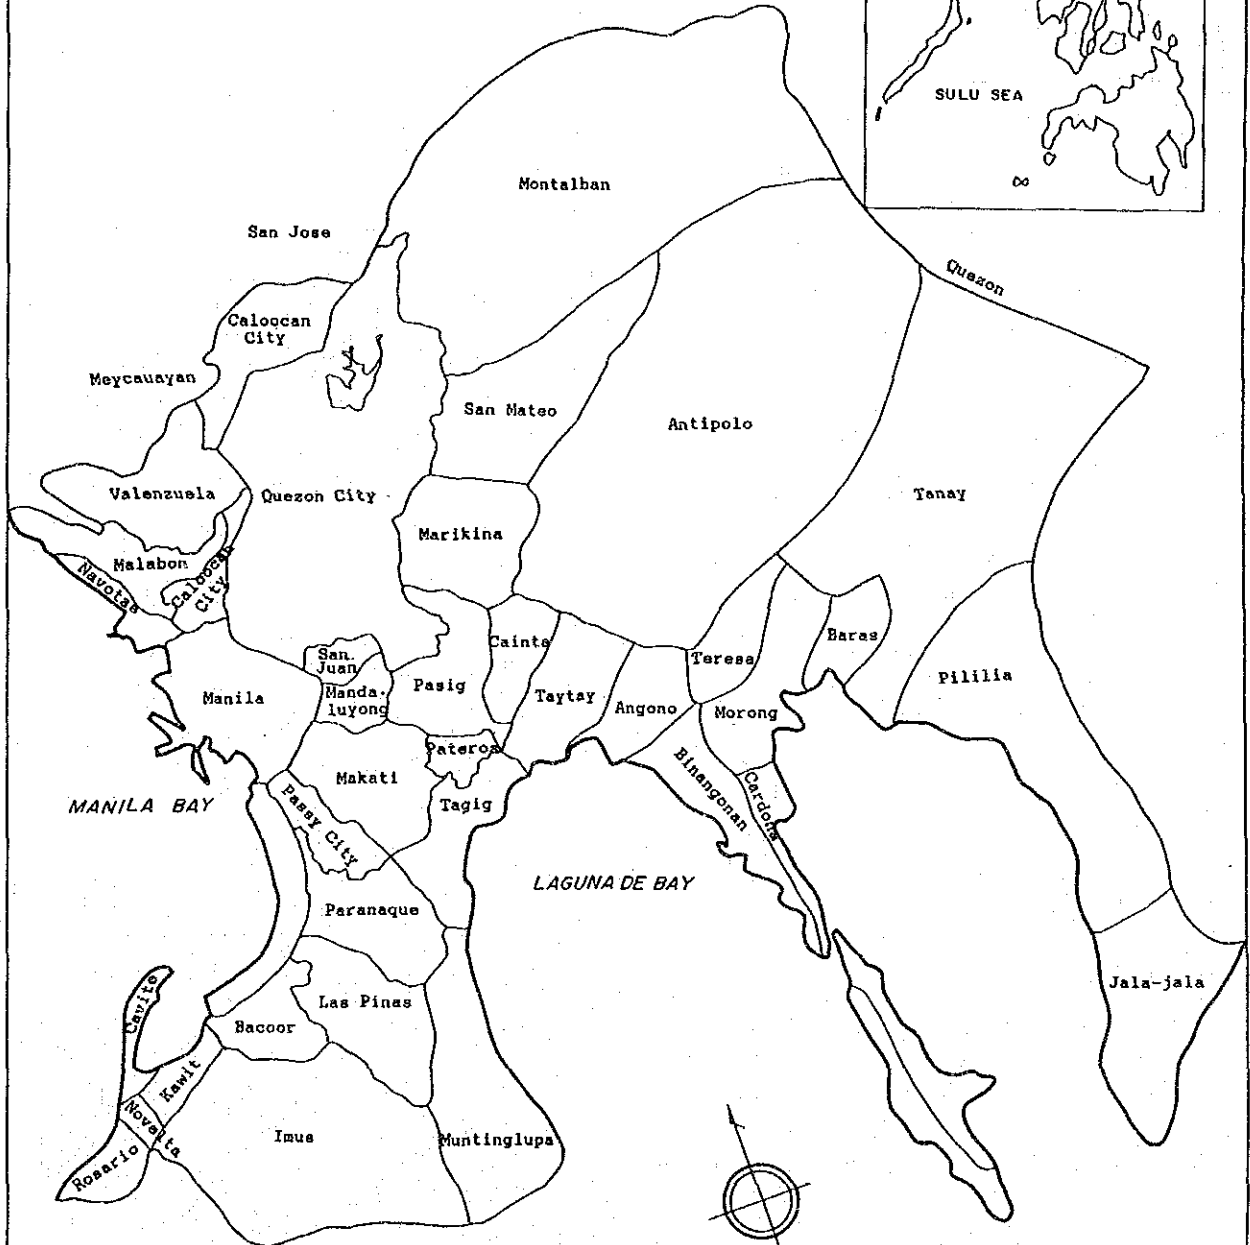 SULU SEA
Montalban
San Jose
Quezon
Caloocan
City
Meycauayan
San Mateo
Antipolo
Valenzuela
Quezon City
Tanay
Marikina
Malabon
Navotas
Caloocan
City
Cainta
Baras
San.
Juan
Teresa
Pasig
Pililia
Manila
Manda.
luyong
Taytay
Angono
Morong
Pateros
Makati
Binangonan
Cardona
MANILA BAY
Tagig
Passy City
LAGUNA DE BAY
Paranaque
Cavite
Las Pinas
Jala-jala
Bacoor
Kawit
Novelta
Imus
Muntinglupa
Rosario